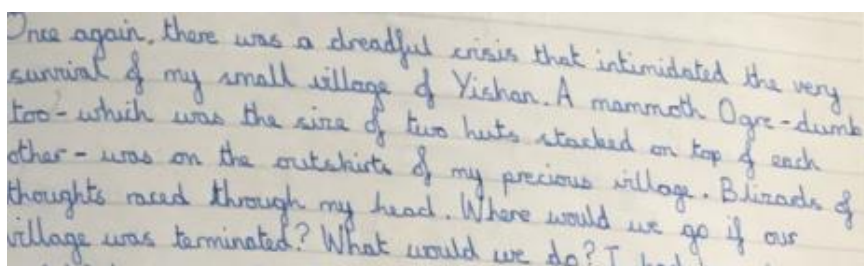 Once again, there was a dreadful crisis that intimidated the very
survival of my small village of Yishan. A mammoth Ogre-dumb
too - which was the size of two huts stacked on top of each
other - was on the outskirts of my precious village. Blizards of
thoughts raced through my head. Where would we go if our
village was terminated? What would we do? I had